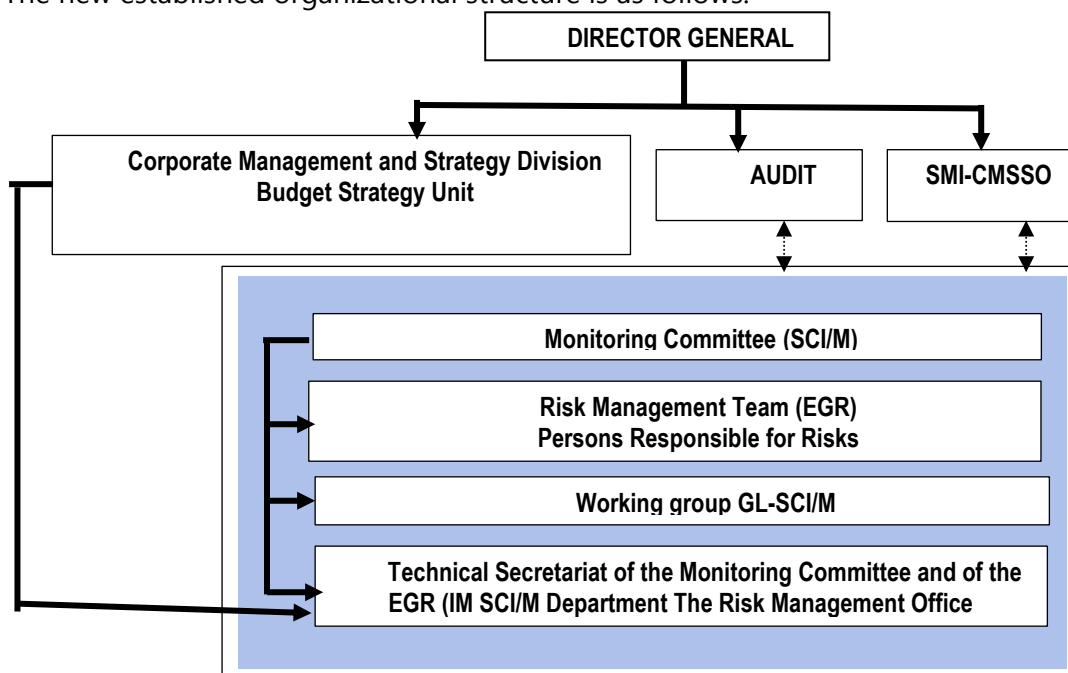 The new established organizational structure is as follows:
DIRECTOR GENERAL
Corporate Management and Strategy Division
Budget Strategy Unit
AUDIT
SMI-CMSSO
Monitoring Committee (SCI/M)
Risk Management Team (EGR)
Persons Responsible for Risks
Working group GL-SCI/M
Technical Secretariat of the Monitoring Committee and of the
EGR (IM SCI/M Department The Risk Management Office